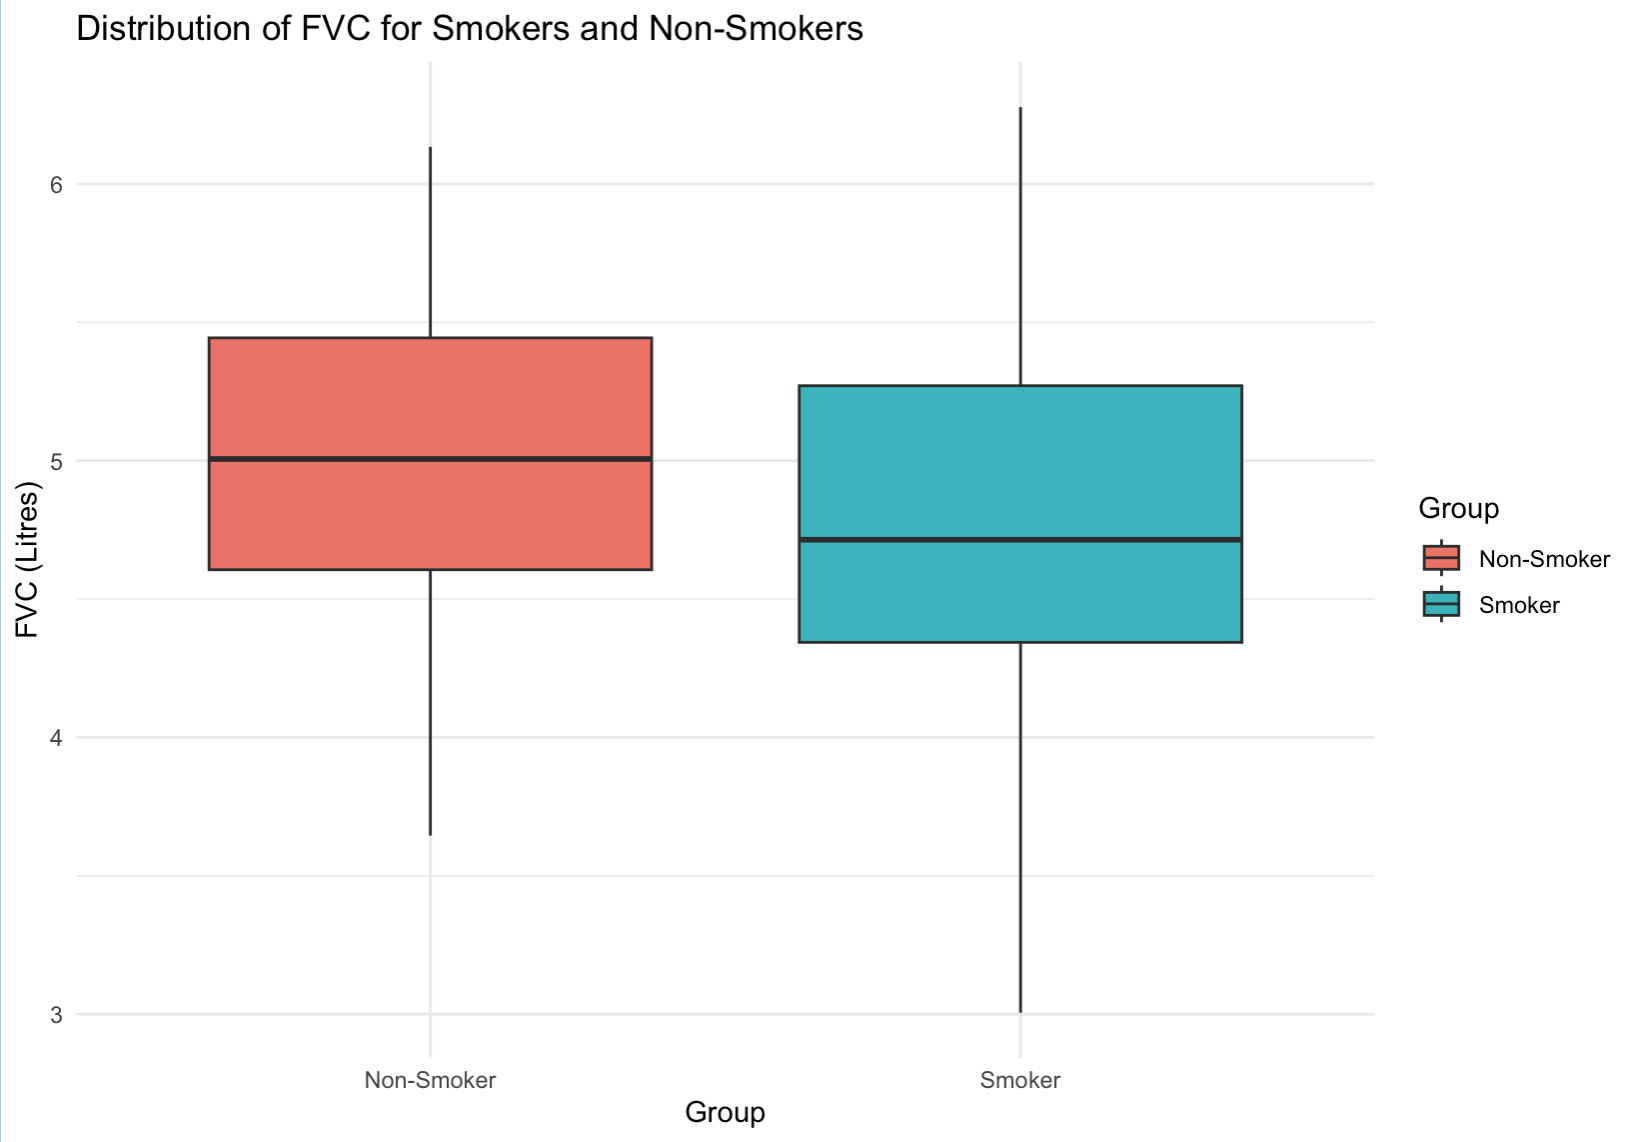 Distribution of FVC for Smokers and Non-Smokers
FVC (Litres)
6
5
4
3
Non-Smoker
Smoker
Group
Group
Non-Smoker
Smoker